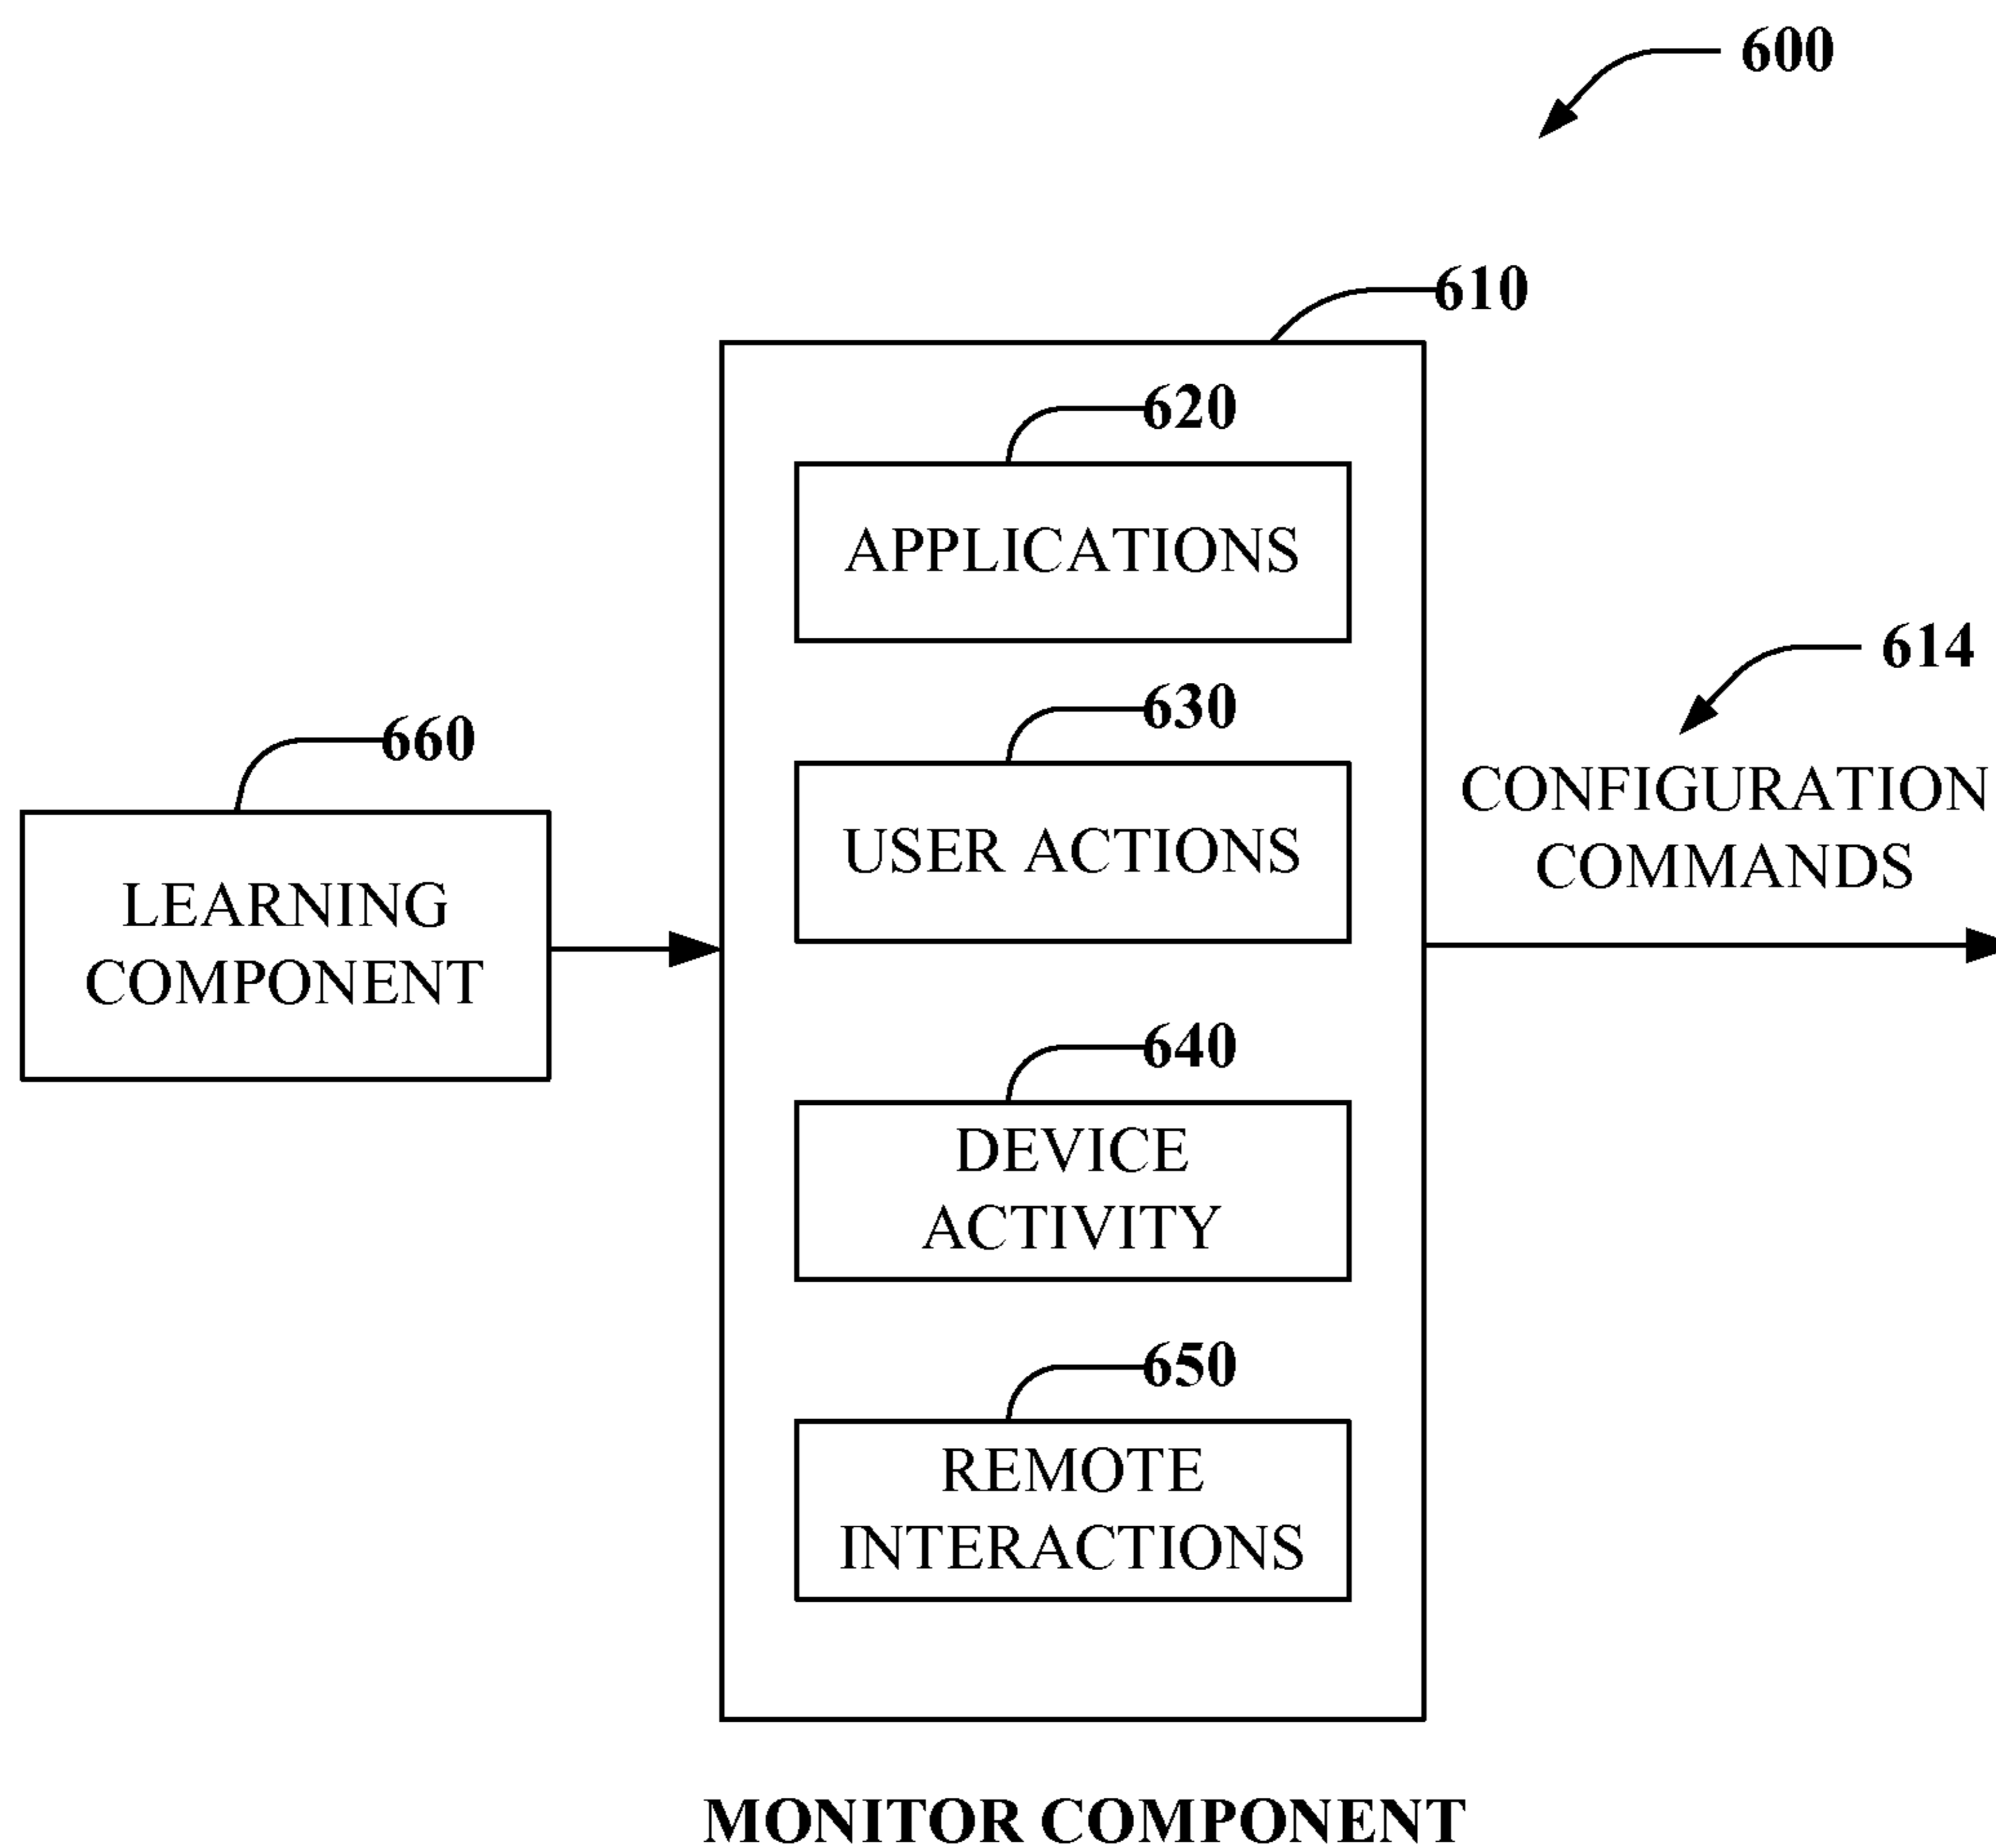 600
610
620
APPLICATIONS
614
630
CONFIGURATION
COMMANDS
USER ACTIONS
660
LEARNING
COMPONENT
640
DEVICE
ACTIVITY
650
REMOTE
INTERACTIONS
MONITOR COMPONENT